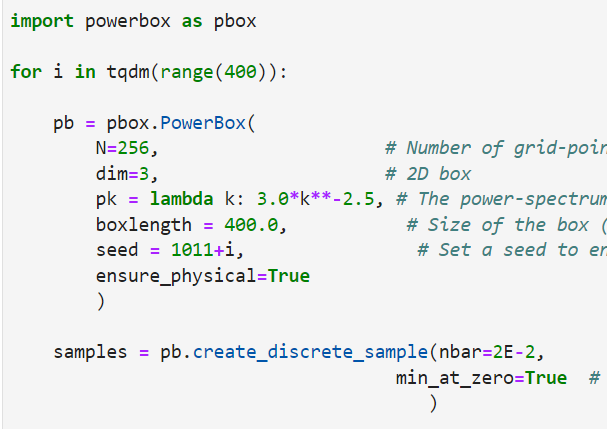 import powerbox as pbox
for i in tqdm(range(400)):
pb = pbox.PowerBox(
N=256, # Number of grid-poin
dim=3, # 2D box
pk = lambda k: 3.0*k**-2.5, # The power-spectrum
boxlength = 400.0, # Size of the box (
seed = 1011+i, # Set a seed to en
ensure_physical=True
)
samples = pb.create_discrete_sample(nbar=2E-2,
min_at_zero=True #
)